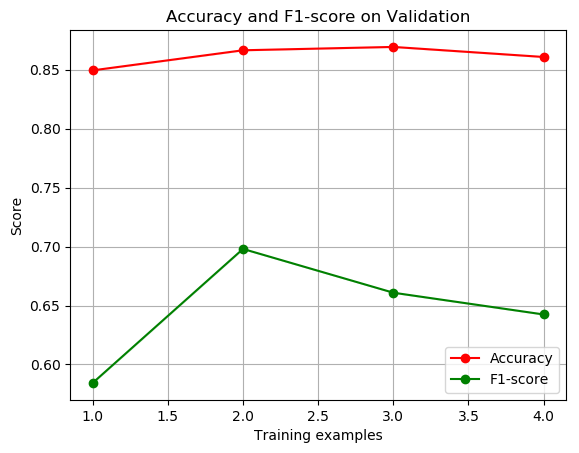 Accuracy and F1-score on Validation
Score
0.85
0.80
0.75
0.70
0.65
0.60
1.0 1.5 2.0 2.5 3.0 3.5 4.0
Training examples
Accuracy
F1-score